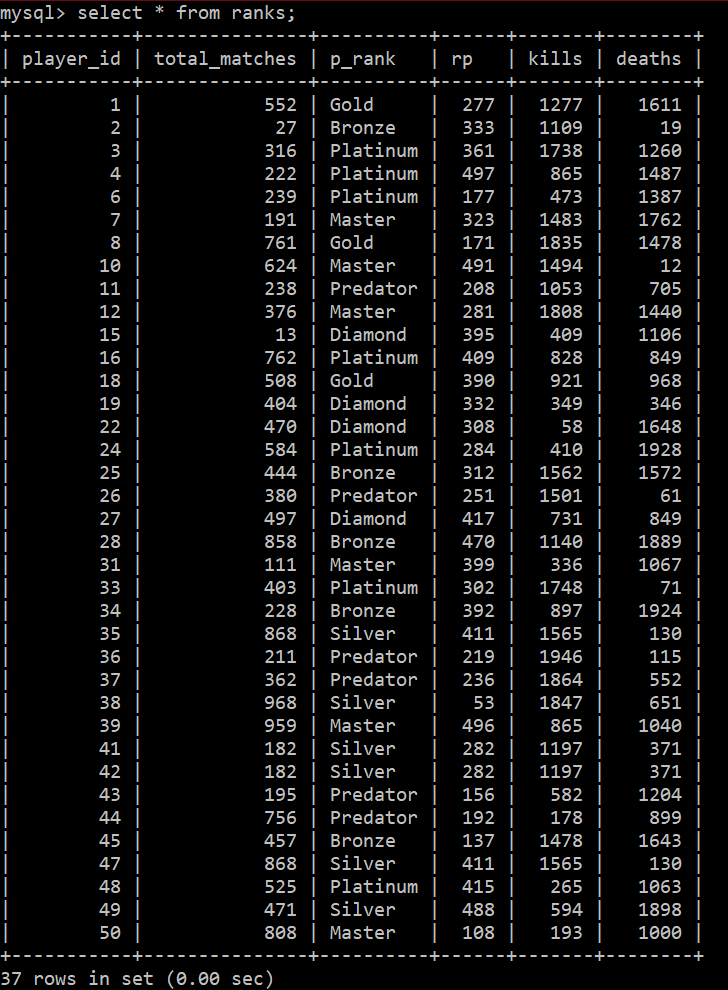 mysql> select * from ranks;
+-----------+---------------+----------+------+-------+--------+
| player_id | total_matches | p_rank   | rp   | kills | deaths |
+-----------+---------------+----------+------+-------+--------+
|         1 |           552 | Gold     |  277 |  1277 |   1611 |
|         2 |            27 | Bronze   |  333 |  1109 |     19 |
|         3 |           316 | Platinum |  361 |  1738 |   1260 |
|         4 |           222 | Platinum |  497 |   865 |   1487 |
|         6 |           239 | Platinum |  177 |   473 |   1387 |
|         7 |           191 | Master   |  323 |  1483 |   1762 |
|         8 |           761 | Gold     |  171 |  1835 |   1478 |
|        10 |           624 | Master   |  491 |  1494 |     12 |
|        11 |           238 | Predator |  208 |  1053 |    705 |
|        12 |           376 | Master   |  281 |  1808 |   1440 |
|        15 |            13 | Diamond  |  395 |   409 |   1106 |
|        16 |           762 | Platinum |  409 |   828 |    849 |
|        18 |           508 | Gold     |  390 |   921 |    968 |
|        19 |           404 | Diamond  |  332 |   349 |    346 |
|        22 |           470 | Diamond  |  308 |    58 |   1648 |
|        24 |           584 | Platinum |  284 |   410 |   1928 |
|        25 |           444 | Bronze   |  312 |  1562 |   1572 |
|        26 |           380 | Predator |  251 |  1501 |     61 |
|        27 |           497 | Diamond  |  417 |   731 |    849 |
|        28 |           858 | Bronze   |  470 |  1140 |   1889 |
|        31 |           111 | Master   |  399 |   336 |   1067 |
|        33 |           403 | Platinum |  302 |  1748 |     71 |
|        34 |           228 | Bronze   |  392 |   897 |   1924 |
|        35 |           868 | Silver   |  411 |  1565 |    130 |
|        36 |           211 | Predator |  219 |  1946 |    115 |
|        37 |           362 | Predator |  236 |  1864 |    552 |
|        38 |           968 | Silver   |   53 |  1847 |    651 |
|        39 |           959 | Master   |  496 |   865 |   1040 |
|        41 |           182 | Silver   |  282 |  1197 |    371 |
|        42 |           182 | Silver   |  282 |  1197 |    371 |
|        43 |           195 | Predator |  156 |   582 |   1204 |
|        44 |           756 | Predator |  192 |   178 |    899 |
|        45 |           457 | Bronze   |  137 |  1478 |   1643 |
|        47 |           868 | Silver   |  411 |  1565 |    130 |
|        48 |           525 | Platinum |  415 |   265 |   1063 |
|        49 |           471 | Silver   |  488 |   594 |   1898 |
|        50 |           808 | Master   |  108 |   193 |   1000 |
+-----------+---------------+----------+------+-------+--------+
37 rows in set (0.00 sec)